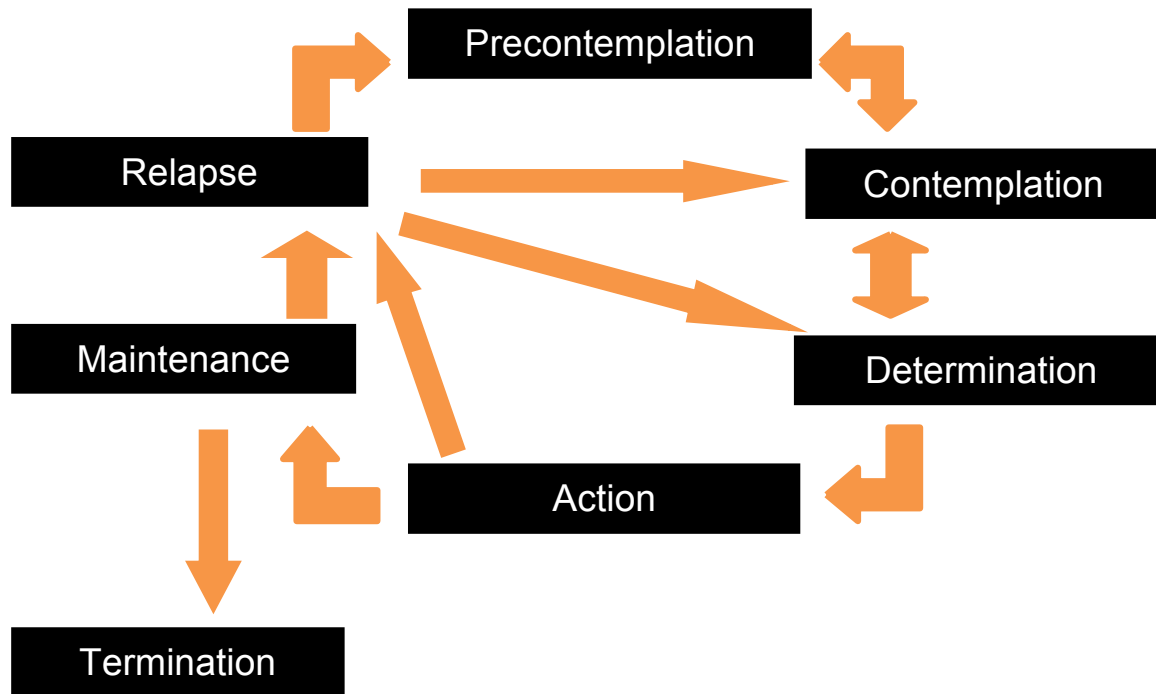 Precontemplation
Relapse
Contemplation
Maintenance
Determination
Action
Termination